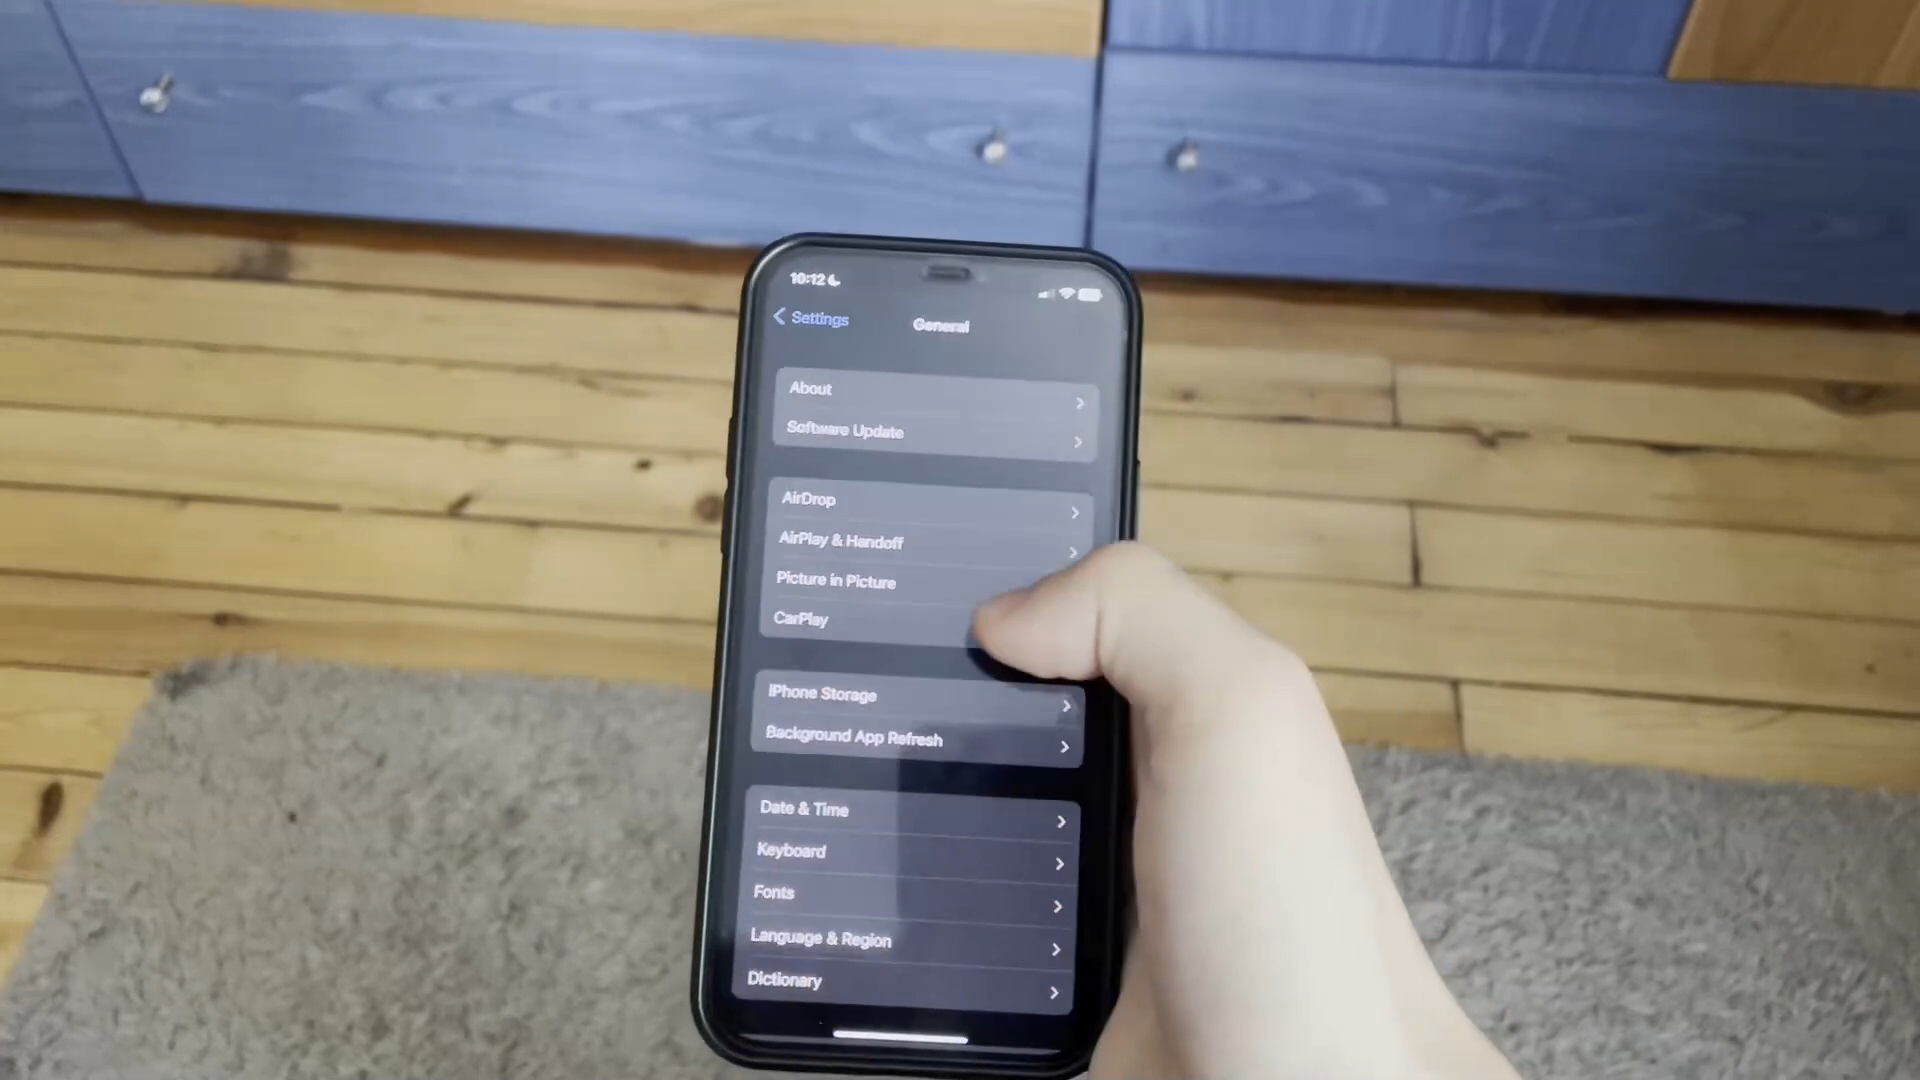 10:12
Settings
General
About
Software Update
AirDrop
AirPlay & Handoff
Picture in Picture
CarPlay
iPhone Storage
Background App Refresh
Date & Time
Keyboard
Fonts
Language & Region
Dictionary